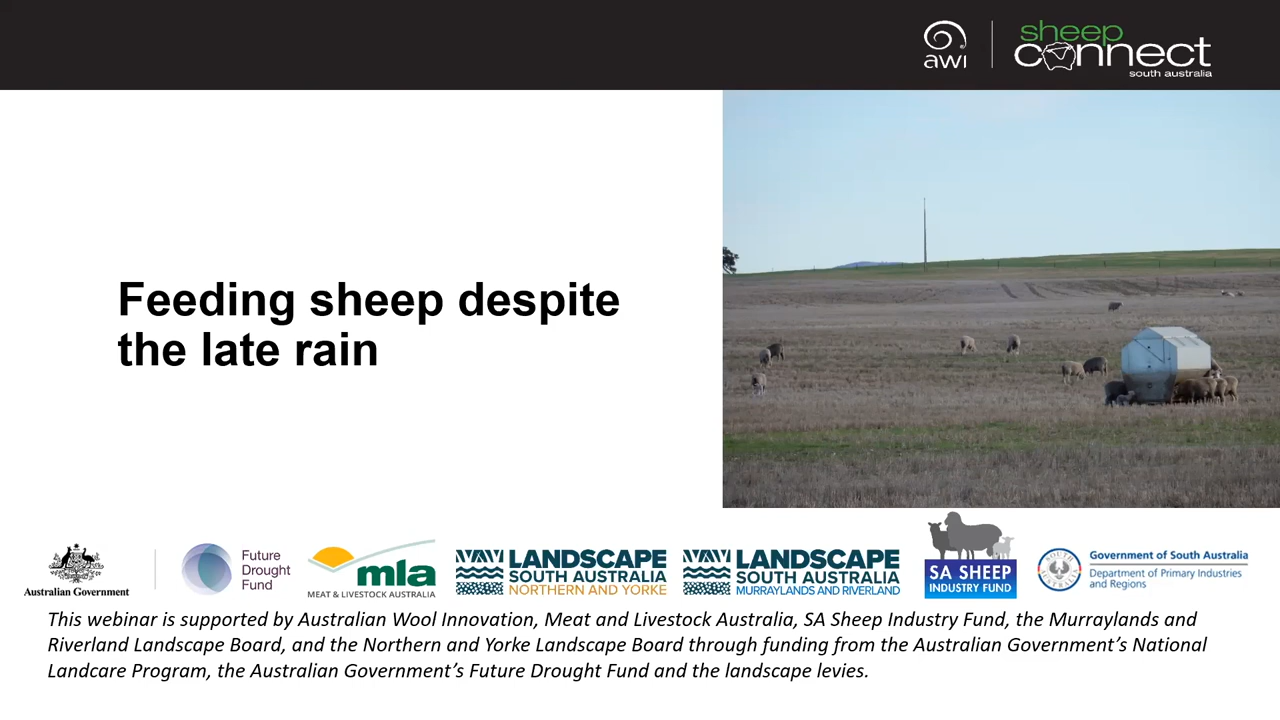 awi
sheep
connect
south australia
Feeding sheep despite
the late rain
Australian Government
Future
Drought
Fund
mla
MEAT & LIVESTOCK AUSTRALIA
LANDSCAPE
SOUTH AUSTRALIA
NORTHERN AND YORKE
LANDSCAPE
SOUTH AUSTRALIA
MURRAYLANDS AND RIVERLAND
SA SHEEP
INDUSTRY FUND
Government of South Australia
Department of Primary Industries
and Regions
This webinar is supported by Australian Wool Innovation, Meat and Livestock Australia, SA Sheep Industry Fund, the Murraylands and
Riverland Landscape Board, and the Northern and Yorke Landscape Board through funding from the Australian Government’s National
Landcare Program, the Australian Government’s Future Drought Fund and the landscape levies.